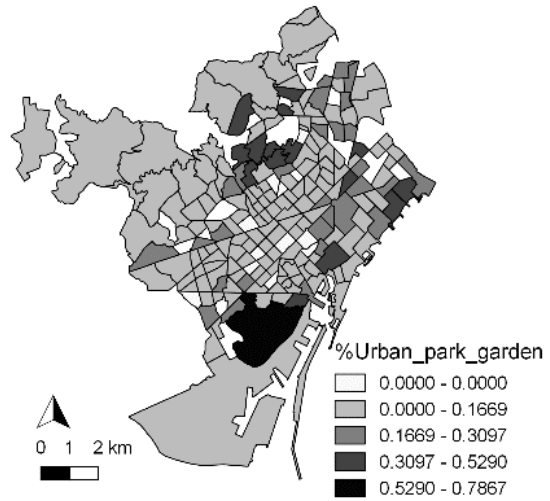 %Urban_park_garden
0.0000 - 0.0000
0.0000 - 0.1669
0.1669 - 0.3097
0.3097 - 0.5290
0.5290 - 0.7867
0 1 2 km